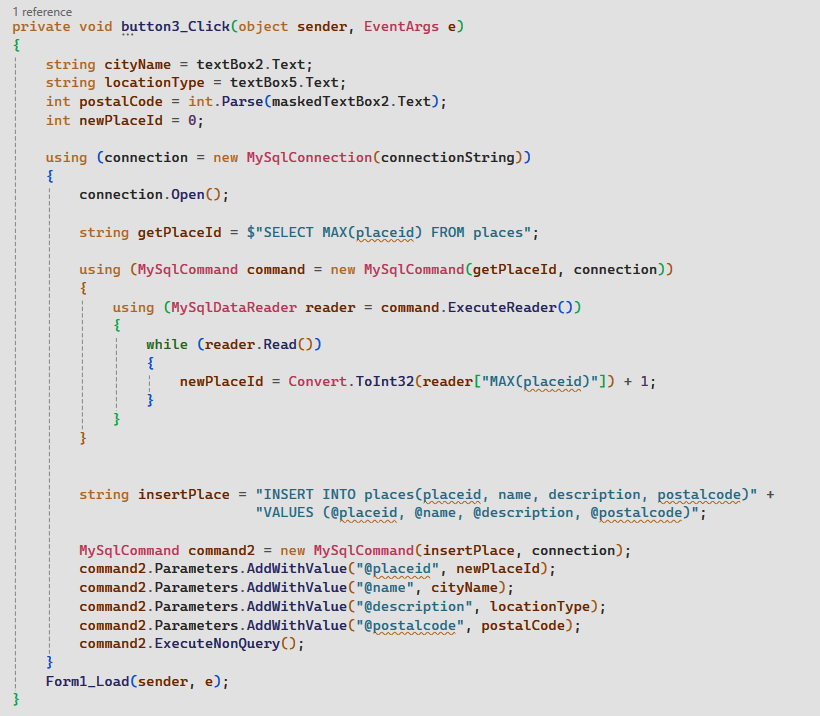 1 reference
private void button3_Click(object sender, EventArgs e)
{
string cityName = textBox2.Text;
string locationType = textBox5.Text;
int postalCode = int.Parse(maskedTextBox2.Text);
int newPlaceId = 0;
using (connection = new MySqlConnection(connectionString))
{
connection.Open();
string getPlaceId = $"SELECT MAX(placeid) FROM places";
using (MySqlCommand command = new MySqlCommand(getPlaceId, connection))
{
using (MySqlDataReader reader = command.ExecuteReader())
{
while (reader.Read())
{
newPlaceId = Convert.ToInt32(reader["MAX(placeid)"]) + 1;
}
}
}
string insertPlace = "INSERT INTO places(placeid, name, description, postalcode)" +
"VALUES (@placeid, @name, @description, @postalcode)";
MySqlCommand command2 = new MySqlCommand(insertPlace, connection);
command2.Parameters.AddWithValue("@placeid", newPlaceId);
command2.Parameters.AddWithValue("@name", cityName);
command2.Parameters.AddWithValue("@description", locationType);
command2.Parameters.AddWithValue("@postalcode", postalCode);
command2.ExecuteNonQuery();
}
Form1_Load(sender, e);
}